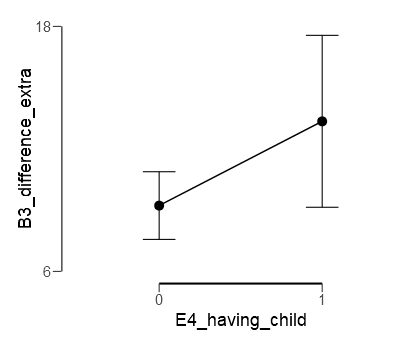 18
B3_difference_extra
6
0 1
E4_having_child